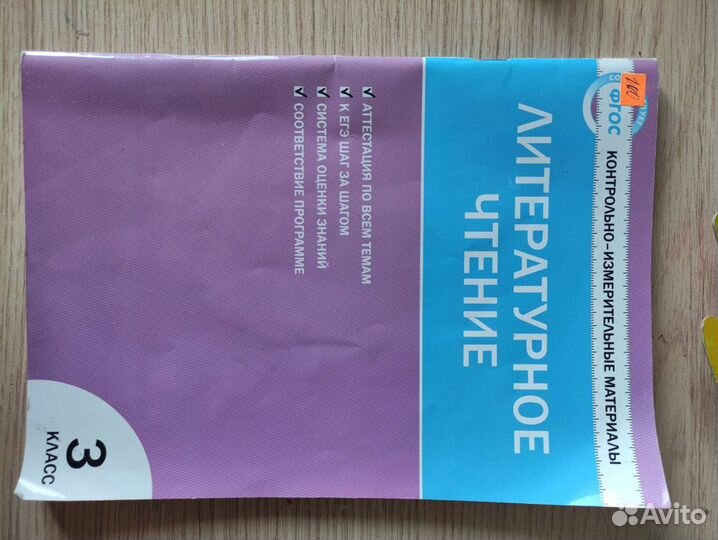 КОНТРОЛЬНО-ИЗМЕРИТЕЛЬНЫЕ МАТЕРИАЛЫ
ФГОС
ЛИТЕРАТУРНОЕ
ЧТЕНИЕ
АТТЕСТАЦИЯ ПО ВСЕМ ТЕМАМ
К ЕГЭ ШАГ ЗА ШАГОМ
СИСТЕМА ОЦЕНКИ ЗНАНИЙ
СООТВЕТСТВИЕ ПРОГРАММЕ
3
КЛАСС
Avito